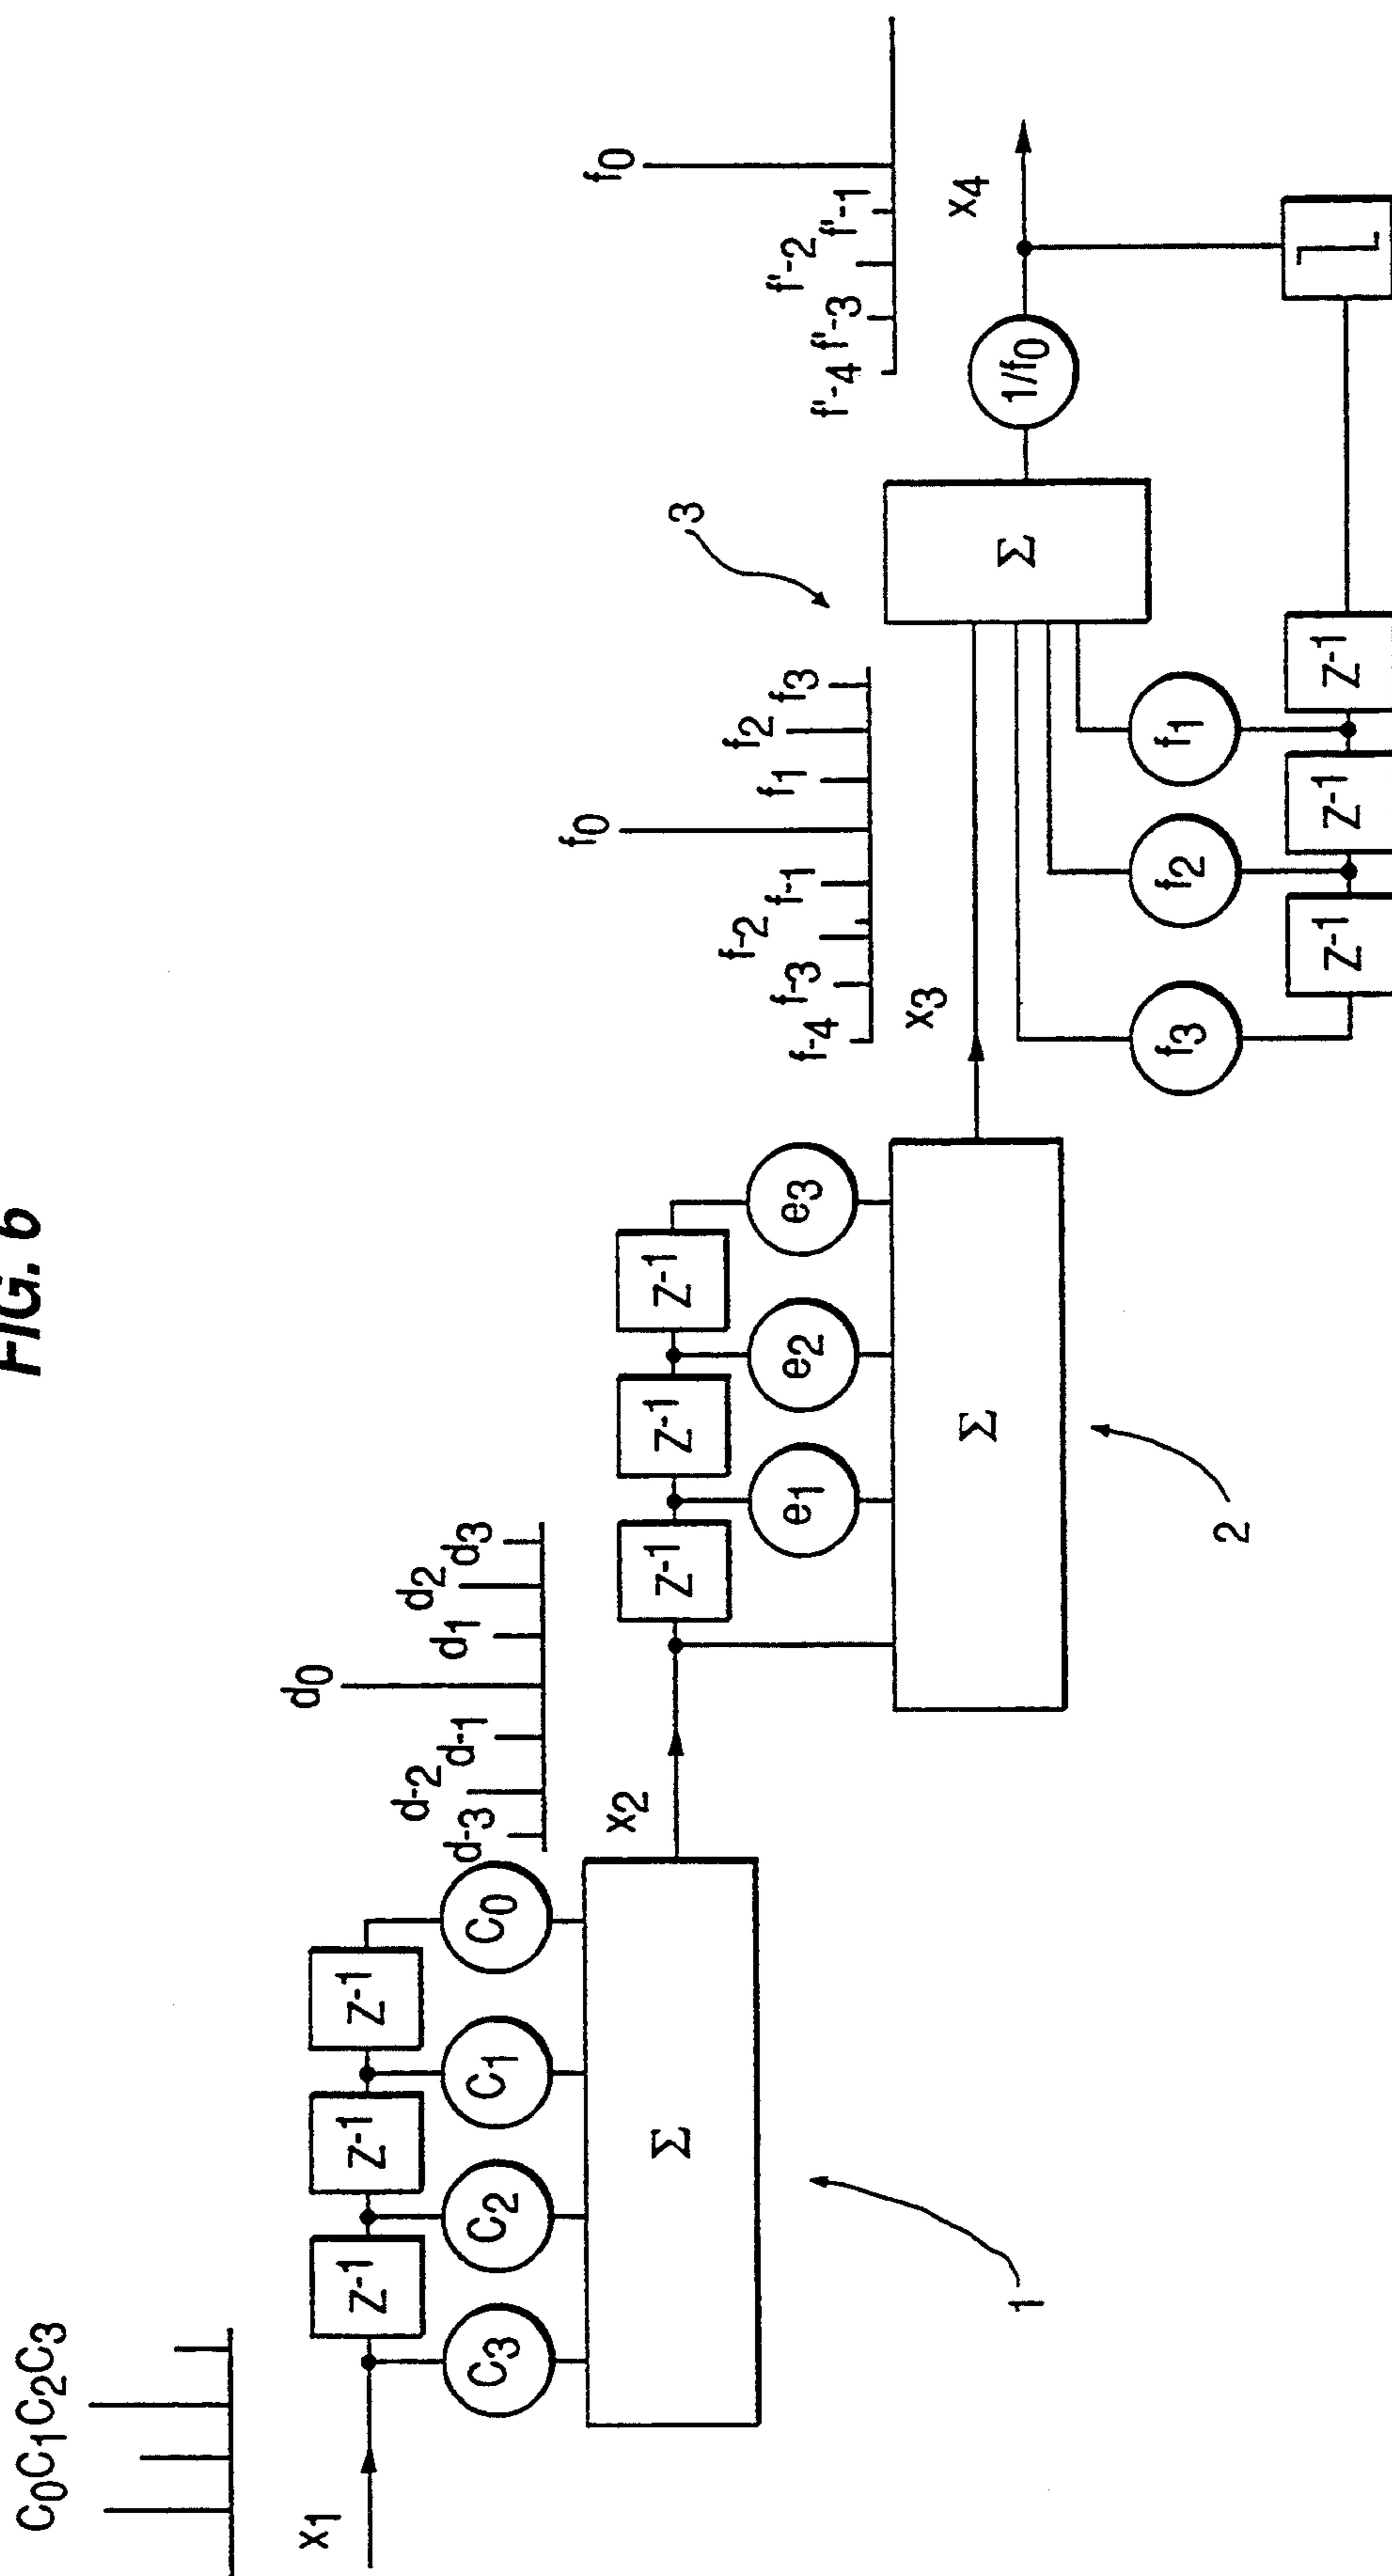 FIG. 6
C0C1C2C3
x1
Z-1
Z-1
Z-1
C3
C2
C1
C0
Σ
1
d-3
d-2
d-1
d0
d1
d2
d3
x2
Z-1
Z-1
Z-1
e1
e2
e3
Σ
2
f-4
f-3
f-2
f-1
f0
f1
f2
f3
x3
3
Σ
f3
f2
f1
Z-1
Z-1
Z-1
1/f0
f'-4
f'-3
f'-2
f'-1
f0
x4